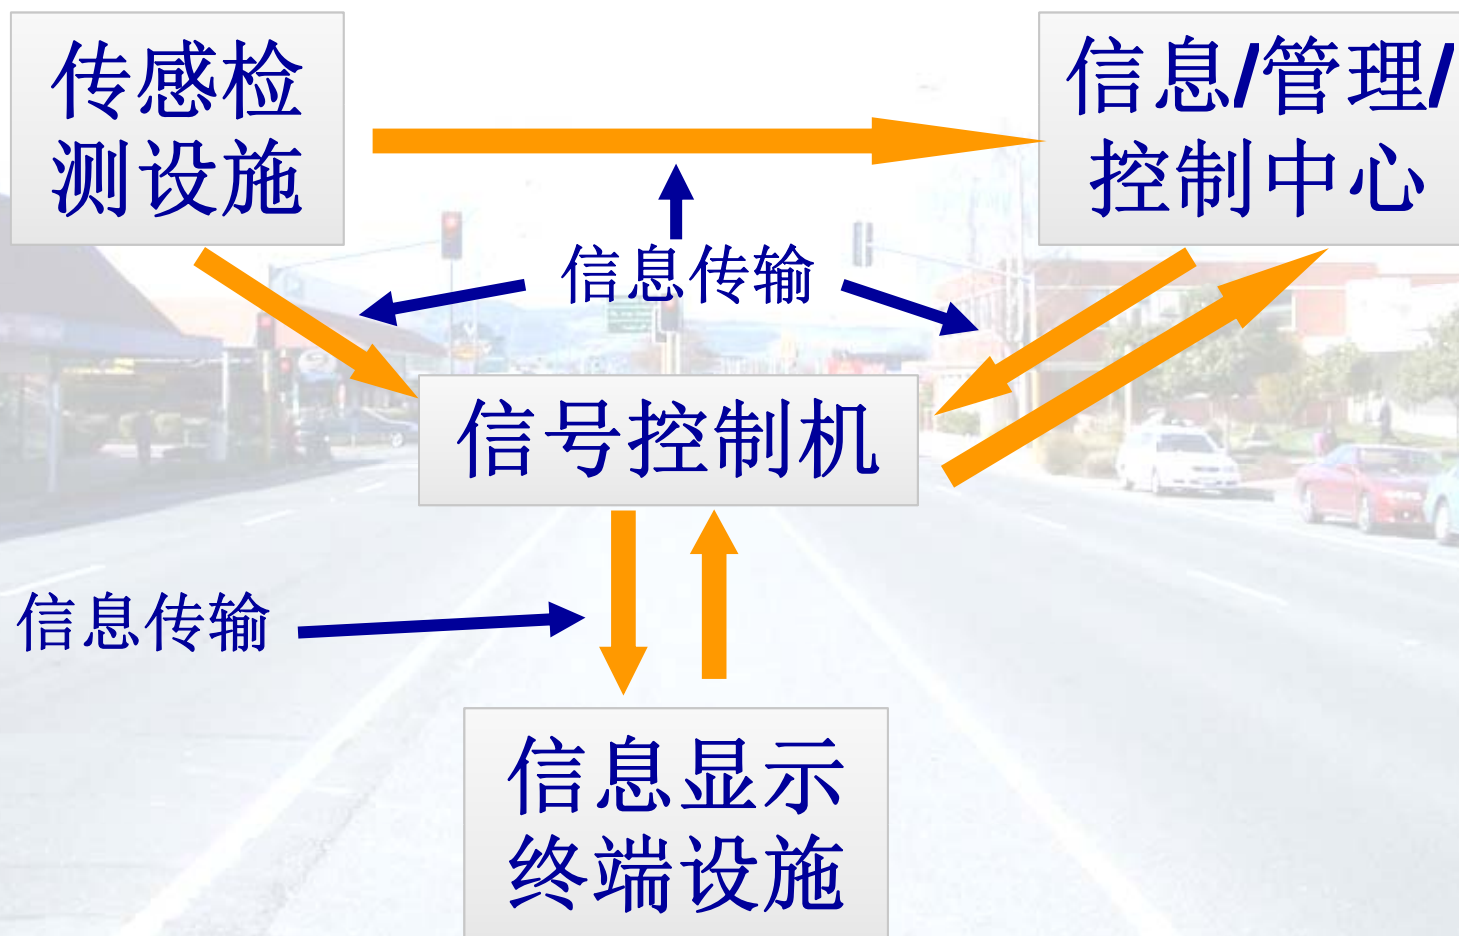 传感检
测设施
信息/管理/
控制中心
信息传输
信号控制机
信息传输
信息显示
终端设施